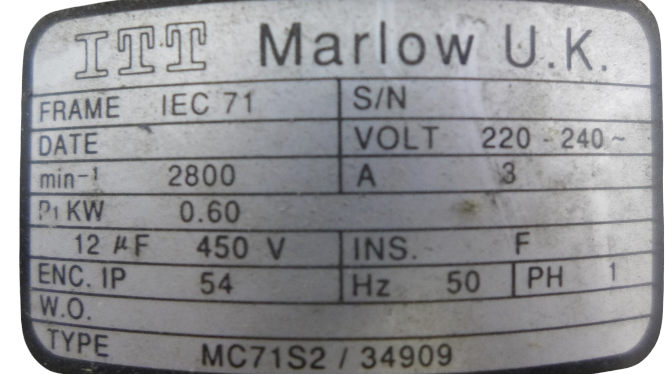 ITT Marlow U.K.
FRAME IEC 71 S/N
DATE VOLT 220 - 240 ~
min-¹ 2800 A 3
P1 KW 0.60
12 µF 450 V INS. F
ENC. IP 54 Hz 50 PH 1
W.O.
TYPE MC71S2 / 34909